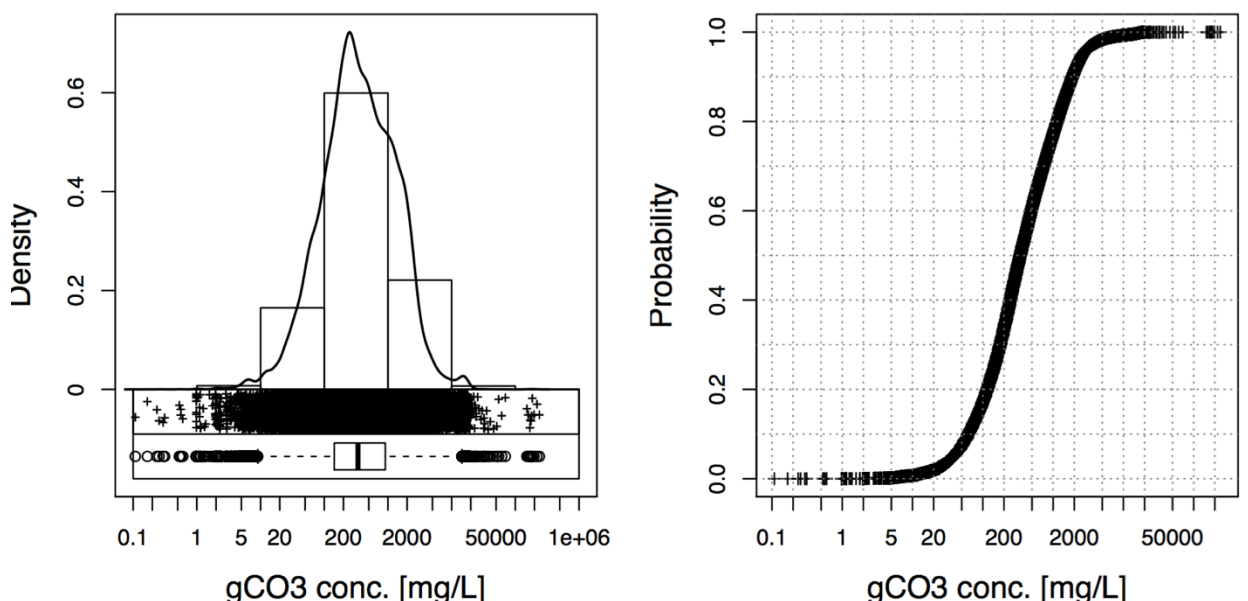 Density
0 0.2 0.4 0.6
0.1 1 5 20 200 2000 50000 1e+06
gCO3 conc. [mg/L]
Probability
0.0 0.2 0.4 0.6 0.8 1.0
0.1 1 5 20 200 2000 50000
gCO3 conc. [mg/L]